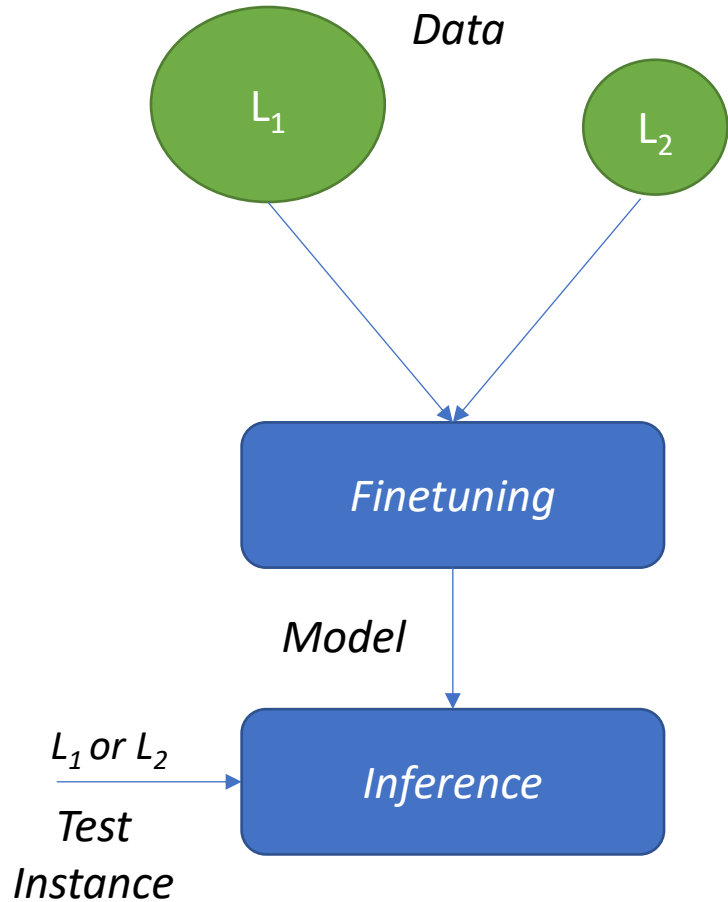 Data
L₁
L₂
Finetuning
Model
L₁ or L₂
Inference
Test
Instance